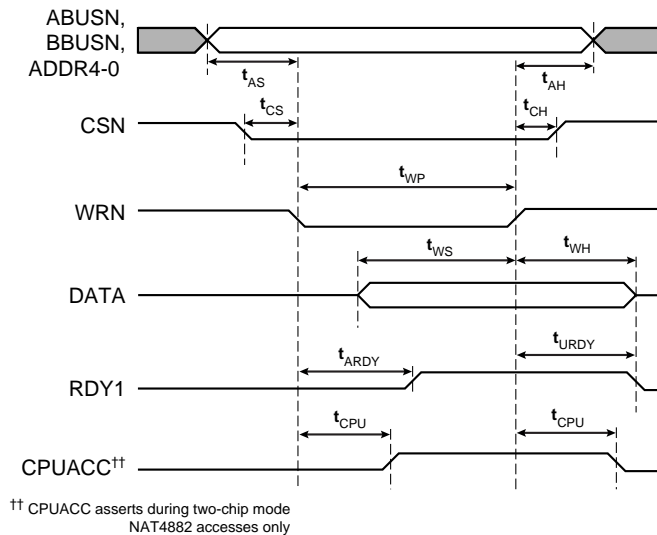 ABUSN,
BBUSN,
ADDR4-0
tAS
tAH
CSN
tCS
tCH
tWP
WRN
tWS
tWH
DATA
tURDY
tARDY
RDY1
tCPU
tCPU
CPUACC††
†† CPUACC asserts during two-chip mode
NAT4882 accesses only